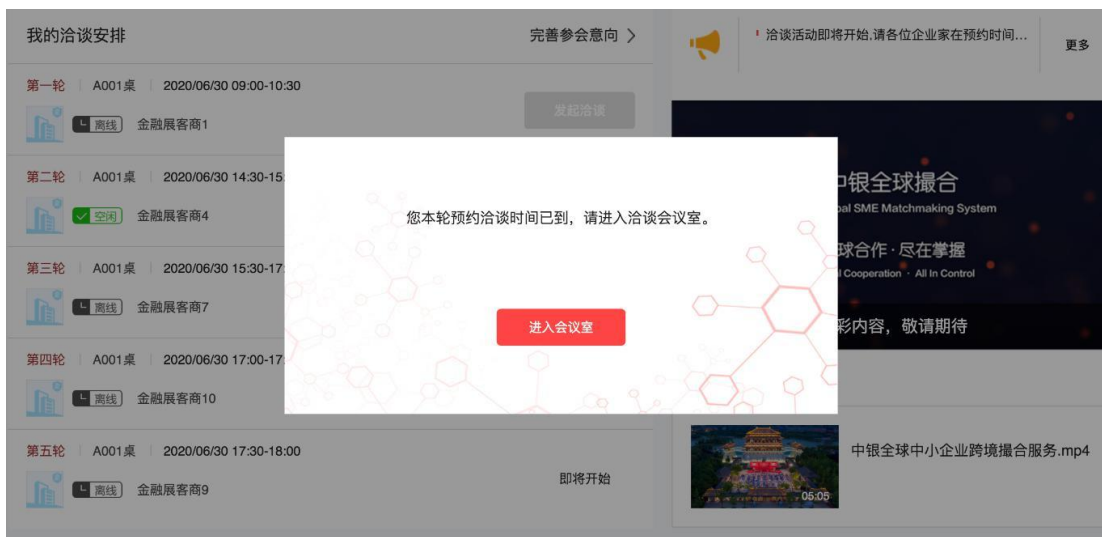 我的洽谈安排
完善参会意向
第一轮 A001桌 2020/06/30 09:00-10:30
离线 金融展客商1
发起洽谈
第二轮 A001桌 2020/06/30 14:30-15
空闲 金融展客商4
第三轮 A001桌 2020/06/30 15:30-17
离线 金融展客商7
第四轮 A001桌 2020/06/30 17:00-17
离线 金融展客商10
第五轮 A001桌 2020/06/30 17:30-18:00
离线 金融展客商9
即将开始
您本轮预约洽谈时间已到，请进入洽谈会议室。
进入会议室
洽谈活动即将开始,请各位企业家在预约时间...
更多
银全球撮合
SME Matchmaking System
球合作 · 尽在掌握
Cooperation · All In Control
彩内容，敬请期待
中银全球中小企业跨境撮合服务.mp4
05:05